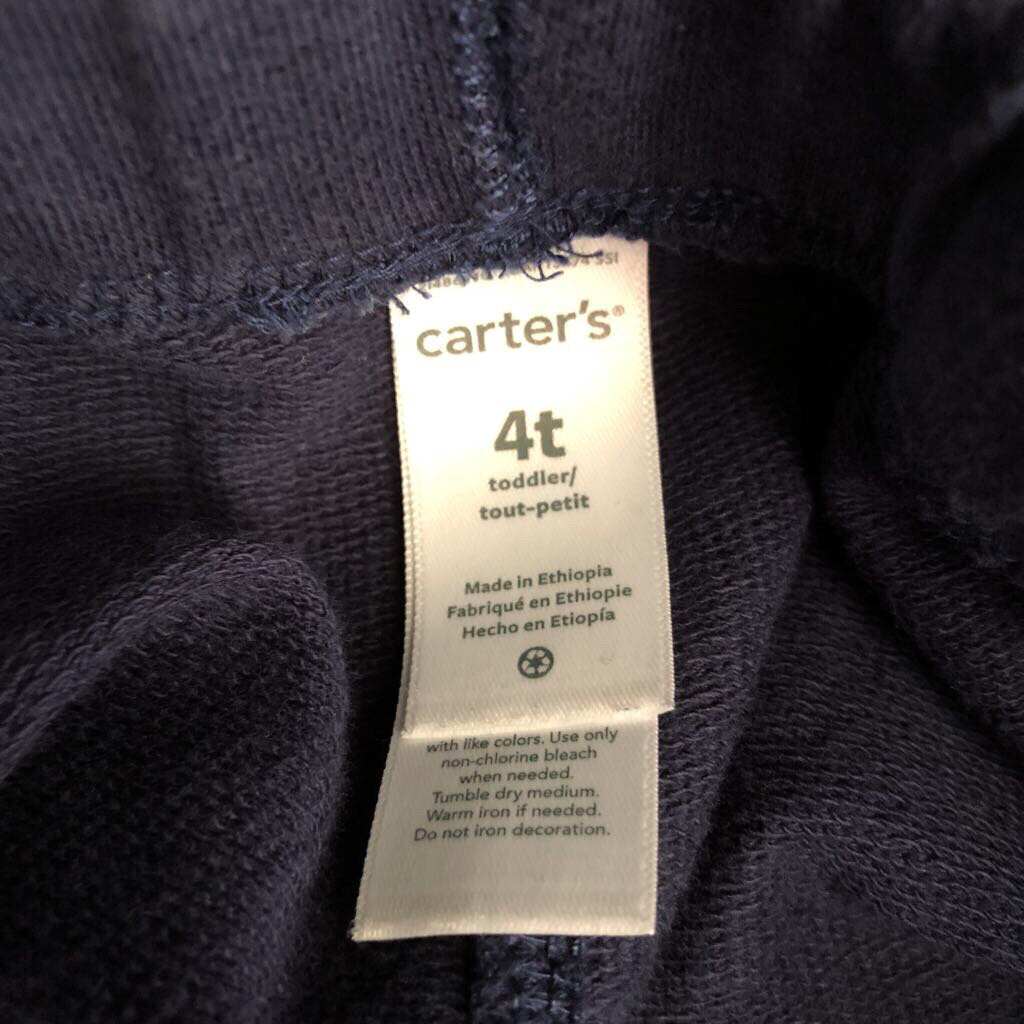 carter's®
4t
toddler/
tout-petit
Made in Ethiopia
Fabriqué en Ethiopie
Hecho en Etiopía
with like colors. Use only
non-chlorine bleach
when needed.
Tumble dry medium.
Warm iron if needed.
Do not iron decoration.